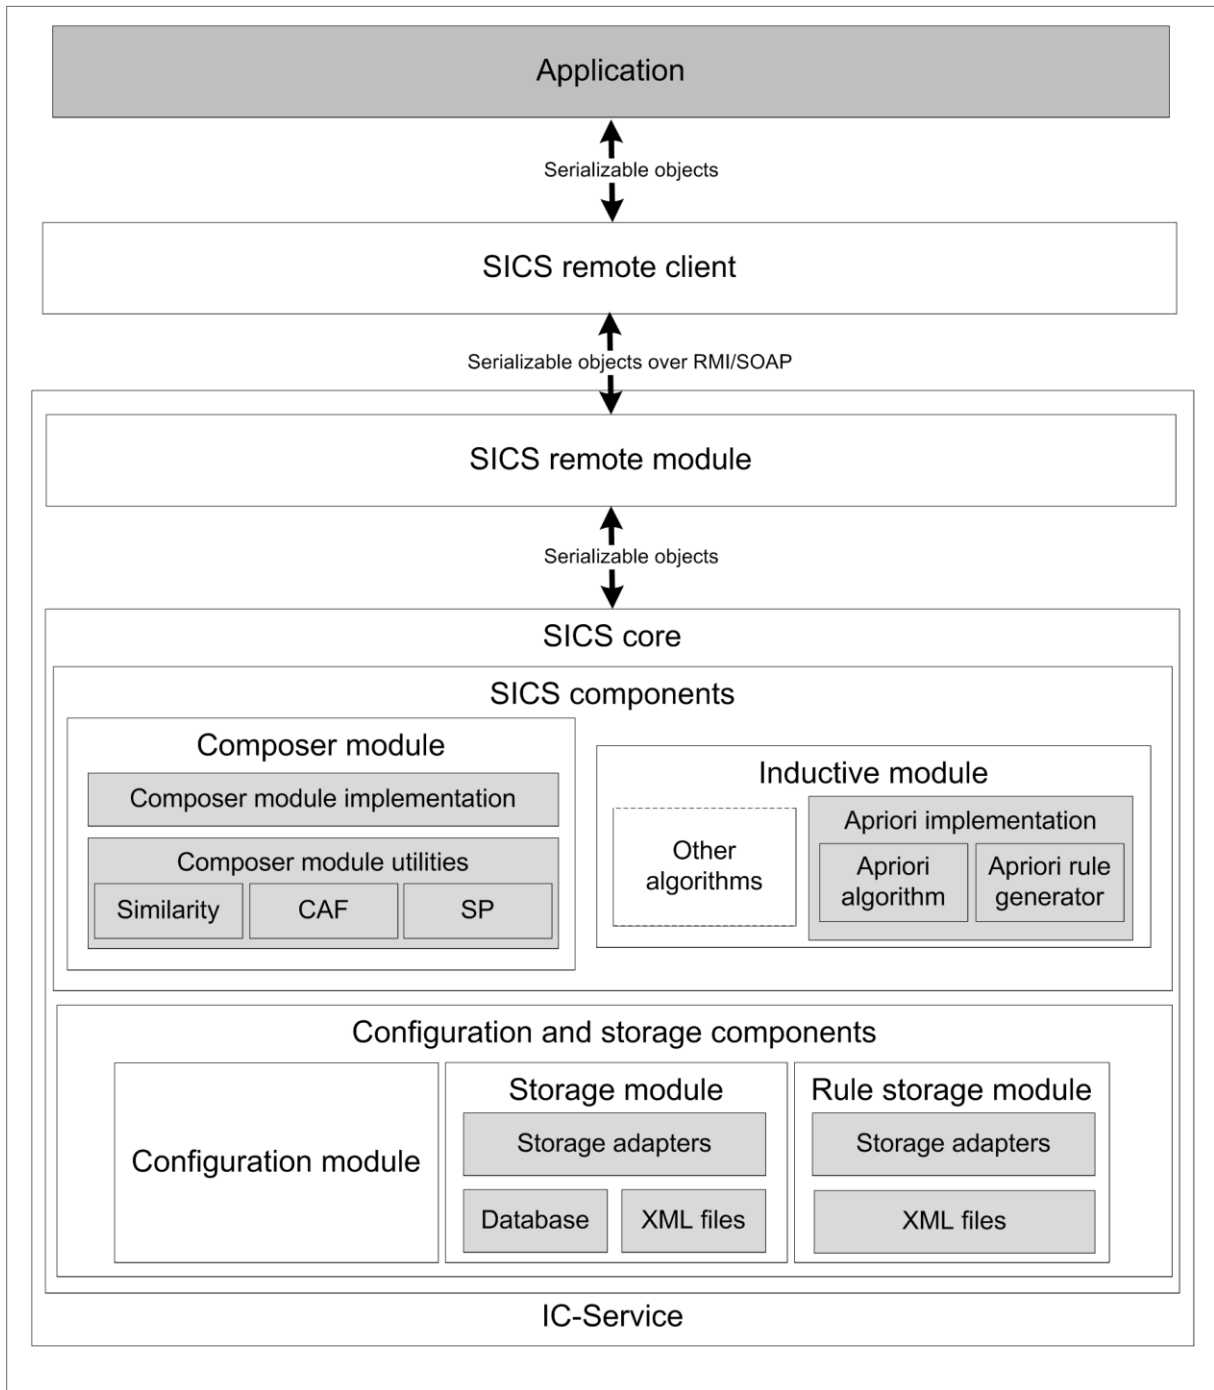 Application
Serializable objects
SICS remote client
Serializable objects over RMI/SOAP
SICS remote module
Serializable objects
SICS core
SICS components
Composer module
Composer module implementation
Composer module utilities
Similarity
CAF
SP
Inductive module
Other
algorithms
Apriori implementation
Apriori
algorithm
Apriori rule
generator
Configuration and storage components
Configuration module
Storage module
Storage adapters
Database
XML files
Rule storage module
Storage adapters
XML files
IC-Service